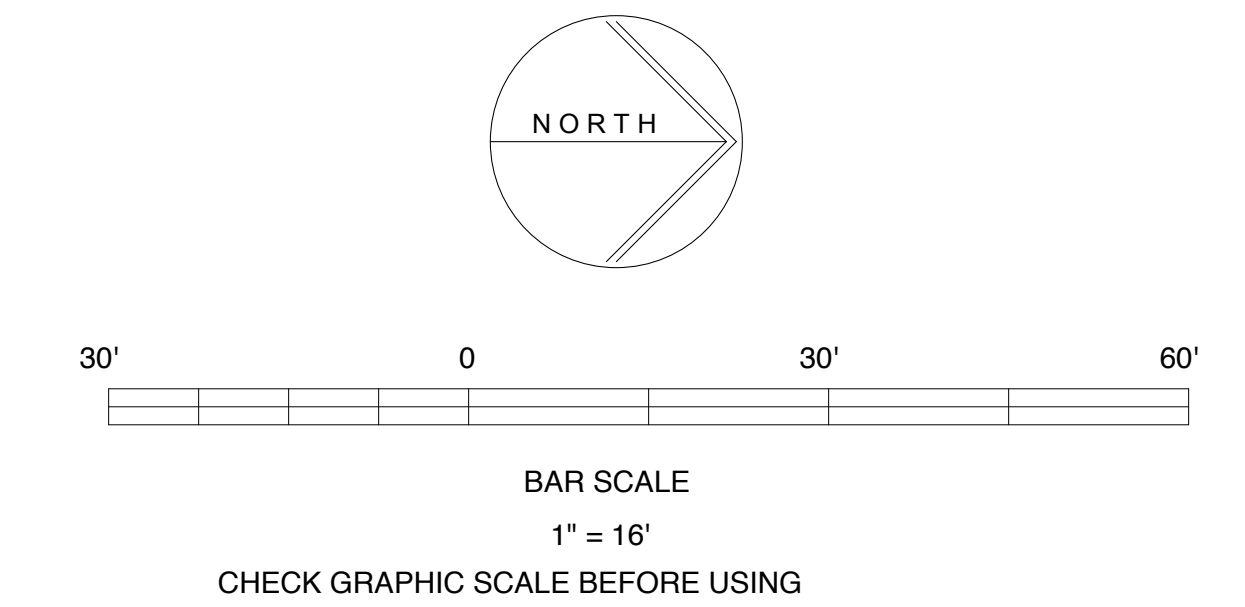 NORTH
30' 0 30' 60'
BAR SCALE
1" = 16'
CHECK GRAPHIC SCALE BEFORE USING